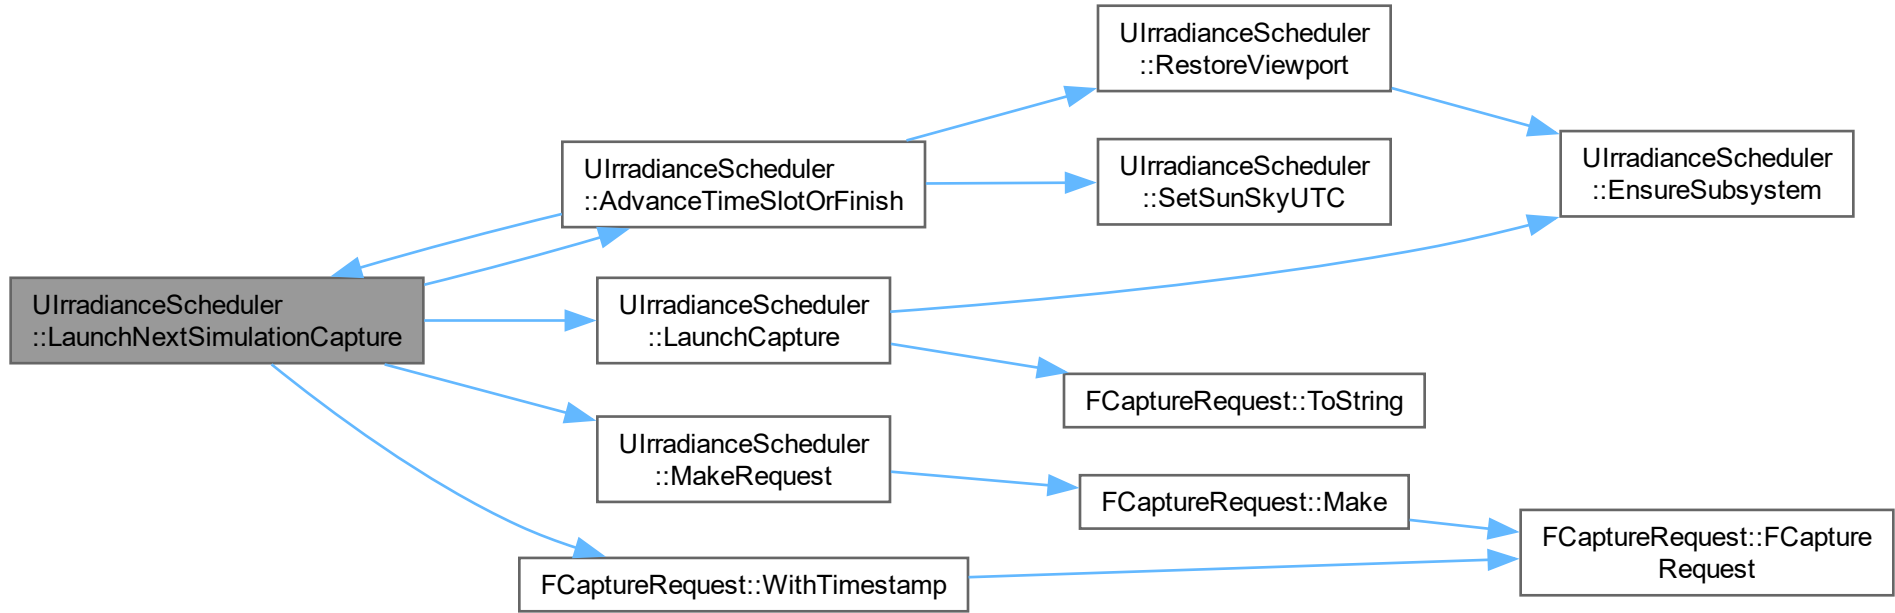 UIrradianceScheduler
::RestoreViewport
UIrradianceScheduler
::AdvanceTimeSlotOrFinish
UIrradianceScheduler
::SetSunSkyUTC
UIrradianceScheduler
::EnsureSubsystem
UIrradianceScheduler
::LaunchNextSimulationCapture
UIrradianceScheduler
::LaunchCapture
FCaptureRequest::ToString
UIrradianceScheduler
::MakeRequest
FCaptureRequest::Make
FCaptureRequest::FCapture
Request
FCaptureRequest::WithTimestamp